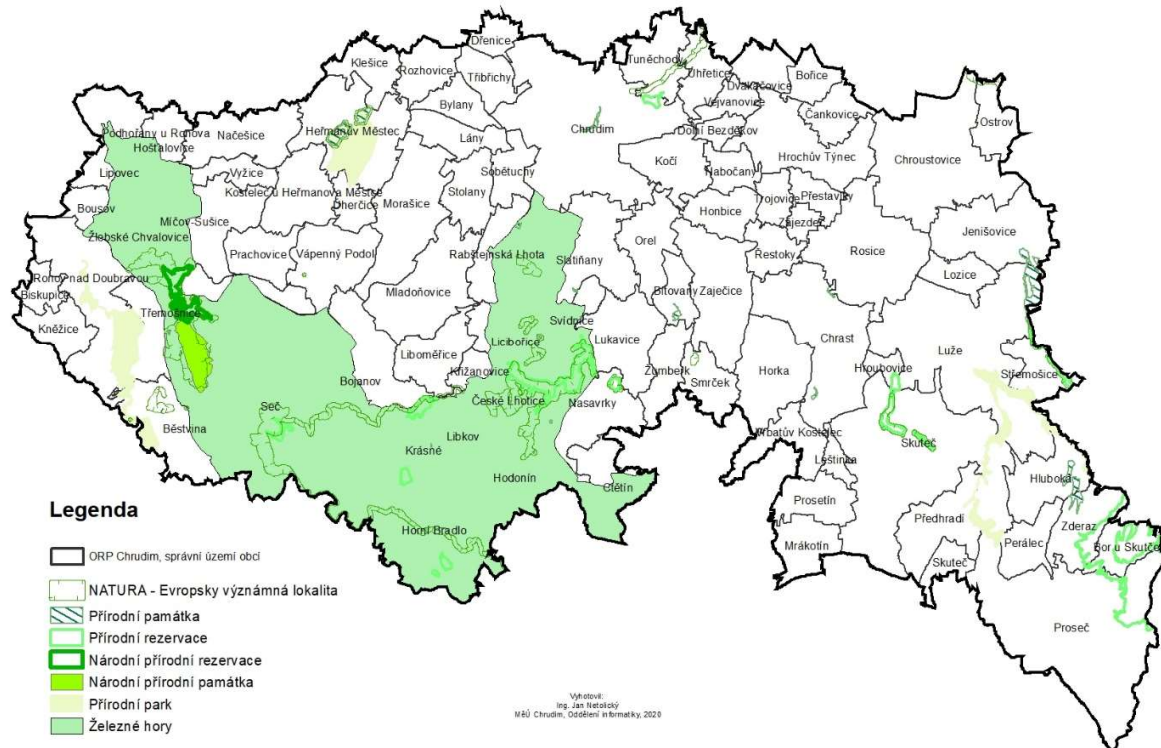 Dřenice
Klešice
Rozhovice
Třibřichy
Tuněchody
Úhřetice
Bořice
Dvakačovice
Vejvanovice
Bylany
Podhořany u Ronova
Načešice
Heřmanův Městec
Chrudim
Čankovice
Ostrov
Hošťalovice
Lány
Dolní Bezděkov
Lipovec
Vyžice
Sobětuchy
Kočí
Hrochův Týnec
Chroustovice
Nabočany
Kostelec u Heřmanova Městce
Stolany
Dherčice
Morašice
Trojovice
Přestavlky
Bousov
Míčov-Sušice
Honbice
Zájezdec
Jenišovice
Žlebské Chvalovice
Orel
Prachovice
Vápenný Podol
Rabštejnská Lhota
Slatiňany
Restoky
Rosice
Lozice
Ronov nad Doubravou
Biskupice
Mladoňovice
Bítovany
Zaječice
Třemošnice
Kněžice
Svídnice
Licibořice
Lukavice
Chrast
Luže
Liboměřice
Křižanovice
Žumberk
Smrček
Horka
Hroubovice
Střemošice
Bojanov
České Lhotice
Nasavrky
Seč
Běstvina
Libkov
Krásné
Vrbatův Kostelec
Skuteč
Leština
Hodonín
Ctětín
Prosetín
Hluboká
Předhradí
Zderaz
Horní Bradlo
Perálec
Bor u Skutče
Mrákotín
Skuteč
Proseč
Legenda
ORP Chrudim, správní území obcí
NATURA - Evropsky významná lokalita
Přírodní památka
Přírodní rezervace
Národní přírodní rezervace
Národní přírodní památka
Přírodní park
Železné hory
Vyhotovil:
Ing. Jan Netolický
MěÚ Chrudim, Oddělení informatiky, 2020